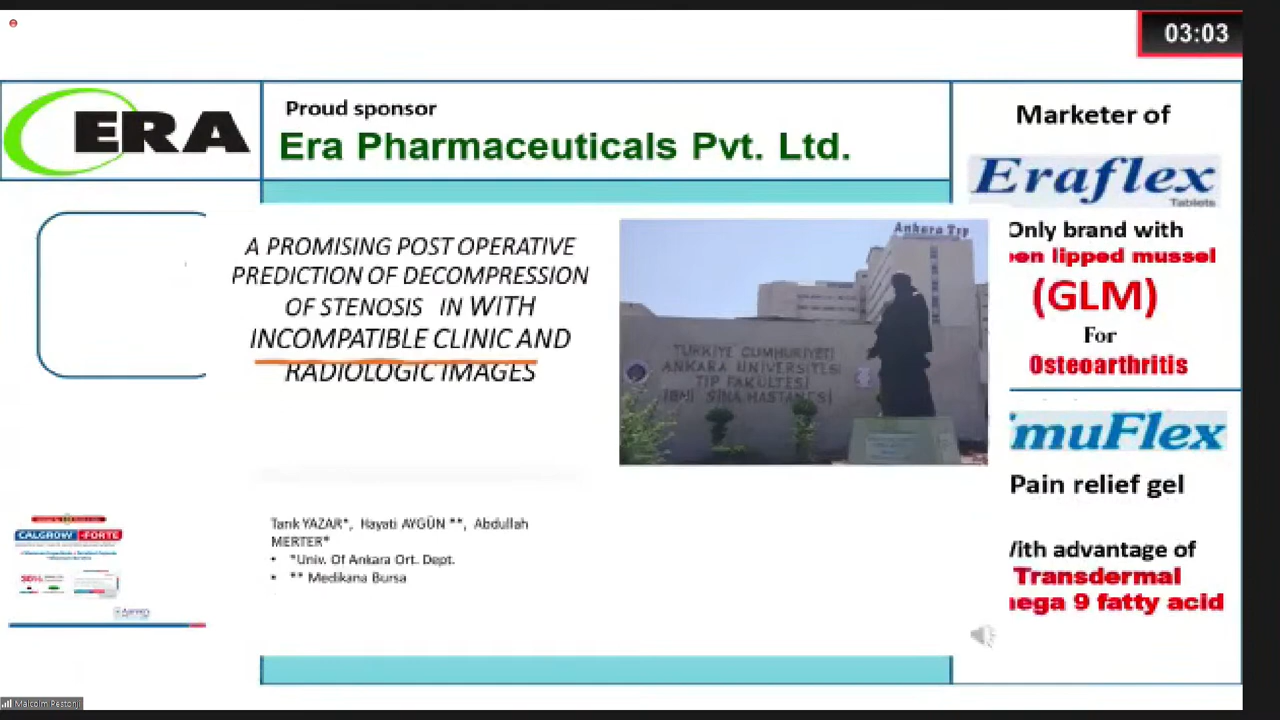 03:03
ERA
Proud sponsor
Era Pharmaceuticals Pvt. Ltd.
Marketer of
Eraflex
Tablets
Only brand with
lipped mussel
(GLM)
For
Osteoarthritis
A PROMISING POST OPERATIVE
PREDICTION OF DECOMPRESSION
OF STENOSIS IN WITH
INCOMPATIBLE CLINIC AND
RADIOLOGIC IMAGES
Ankara Tıp
TÜRKİYE CUMHURİYETİ
ANKARA ÜNİVERSİTESİ
TIP FAKÜLTESİ
İBNİ SİNA HASTANESİ
muFlex
Pain relief gel
With advantage of
Transdermal
9 fatty acid
Tarık YAZAR*, Hayati AYGÜN **, Abdullah
MERTER*
• *Univ. Of Ankara Ort. Dept.
• ** Medikana Bursa
CALGROW-FORTE
Malcolm Pestonji